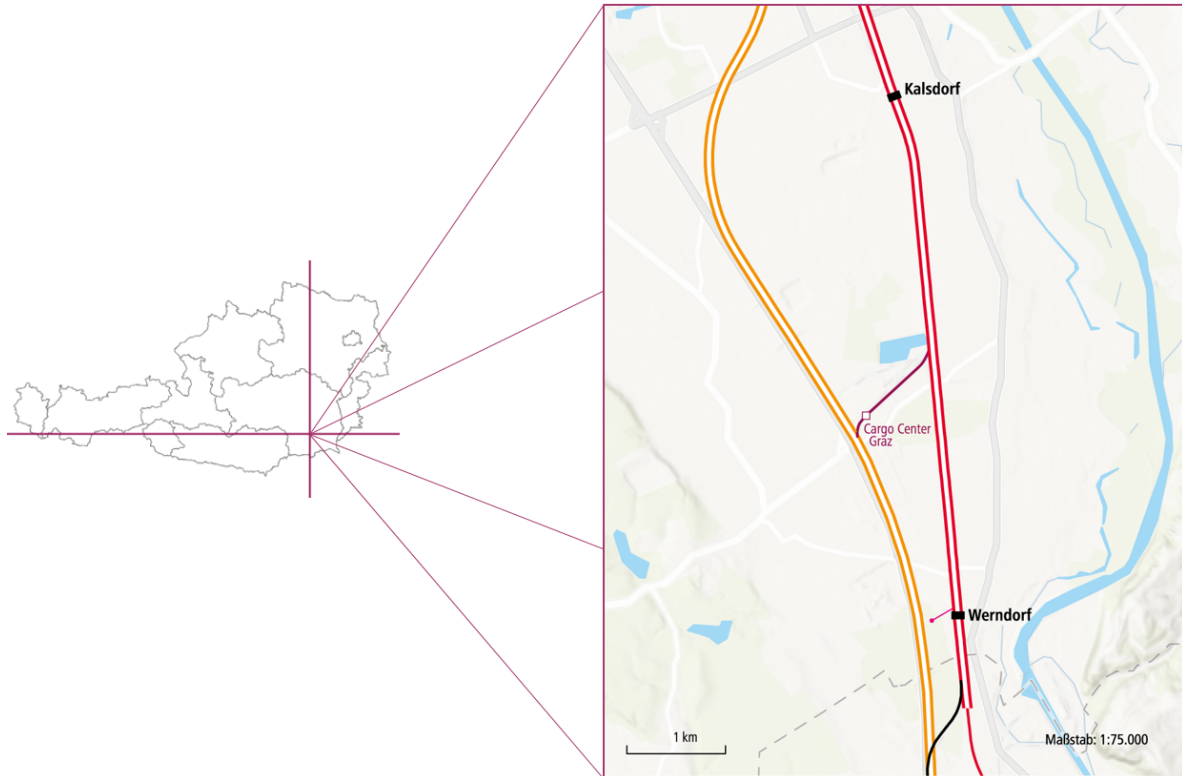 Kalsdorf
Cargo Center
Graz
Werndorf
1 km
Maßstab: 1:75.000